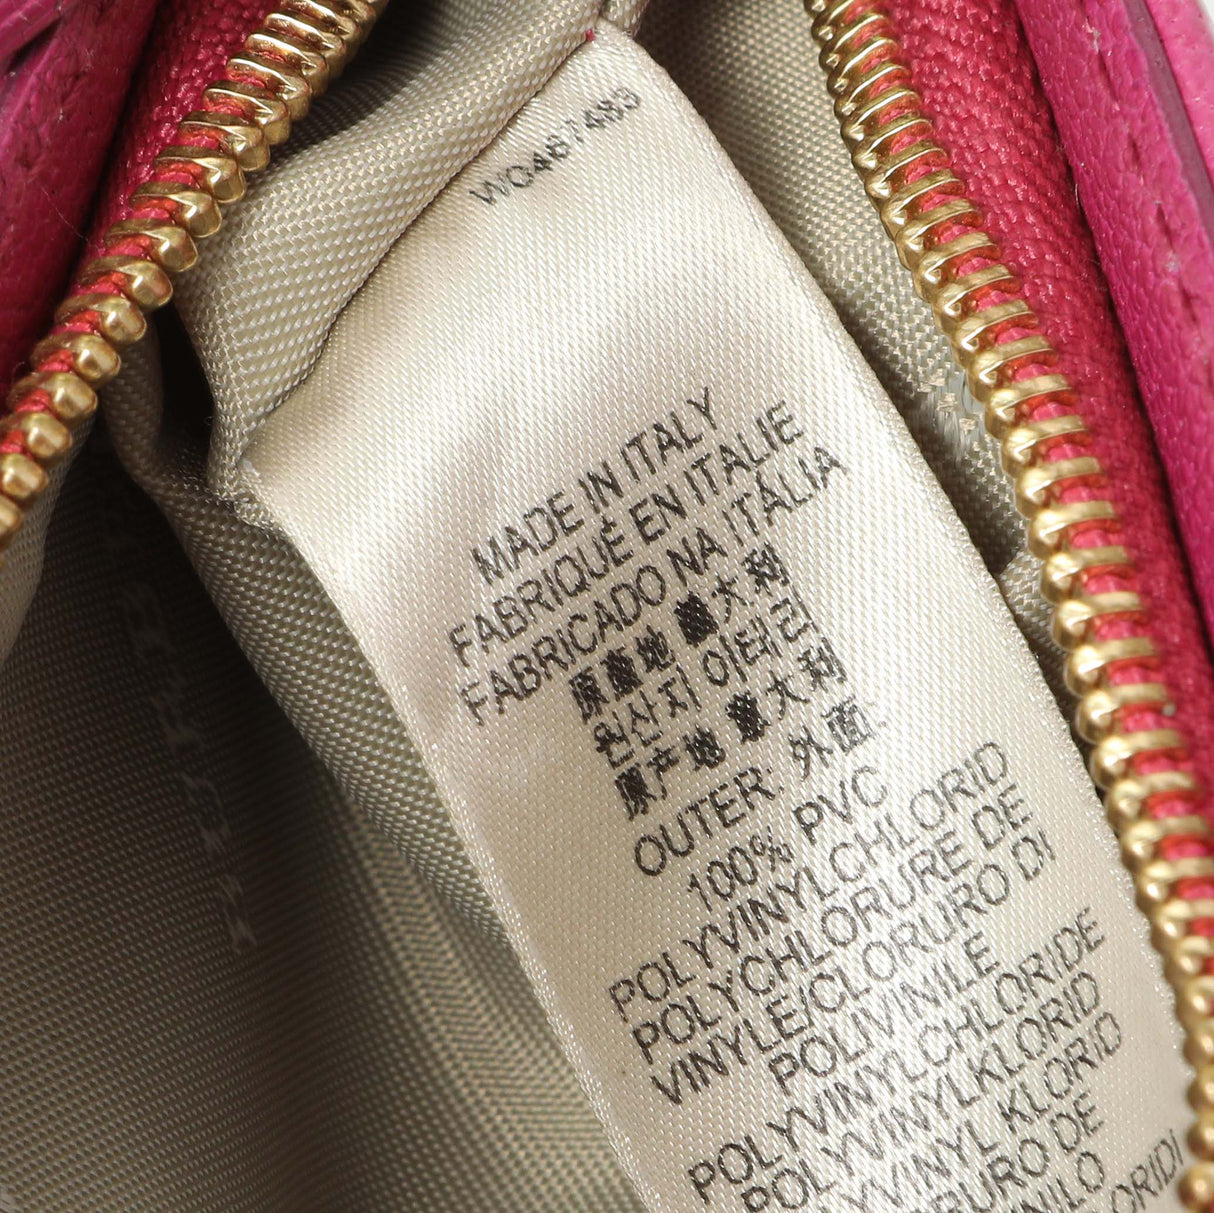 MADE IN ITALY
FABRIQUÉ EN ITALIE
FABRICADO NA ITÁLIA
原產地 義大利
원산지 이태리
原产地 意大利
OUTER: 外面:
100% PVC
POLYVINYLCHLORID
POLYCHLORURE DE
VINYLE/CLORURO DI
POLIVINILE
POLYVINYLCHLORIDE
POLYVINYLKLORID
POLYVINYL KLORID
DE